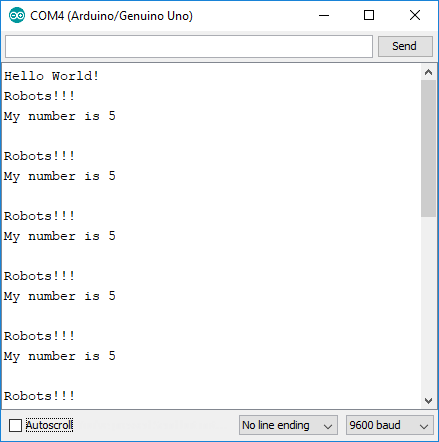 COM4 (Arduino/Genuino Uno)
Send
Hello World!
Robots!!!
My number is 5
Robots!!!
My number is 5
Robots!!!
My number is 5
Robots!!!
My number is 5
Robots!!!
My number is 5
Robots!!!
Autoscroll No line ending 9600 baud